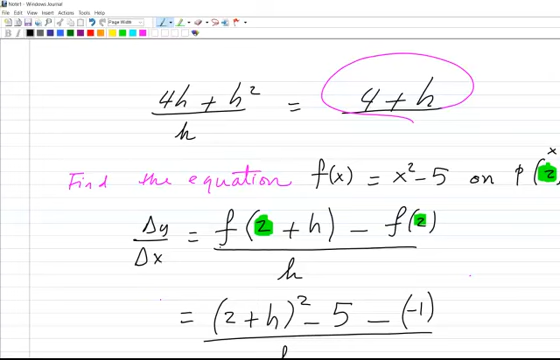 Note1 - Windows Journal
File Edit View Insert Actions Tools Help
Page Width
4h + h² / h = 4 + h
x
Find the equation f(x) = x² - 5 on P(2,
Δy/Δx = f(2 + h) - f(2) / h
= (2 + h)² - 5 - (-1)